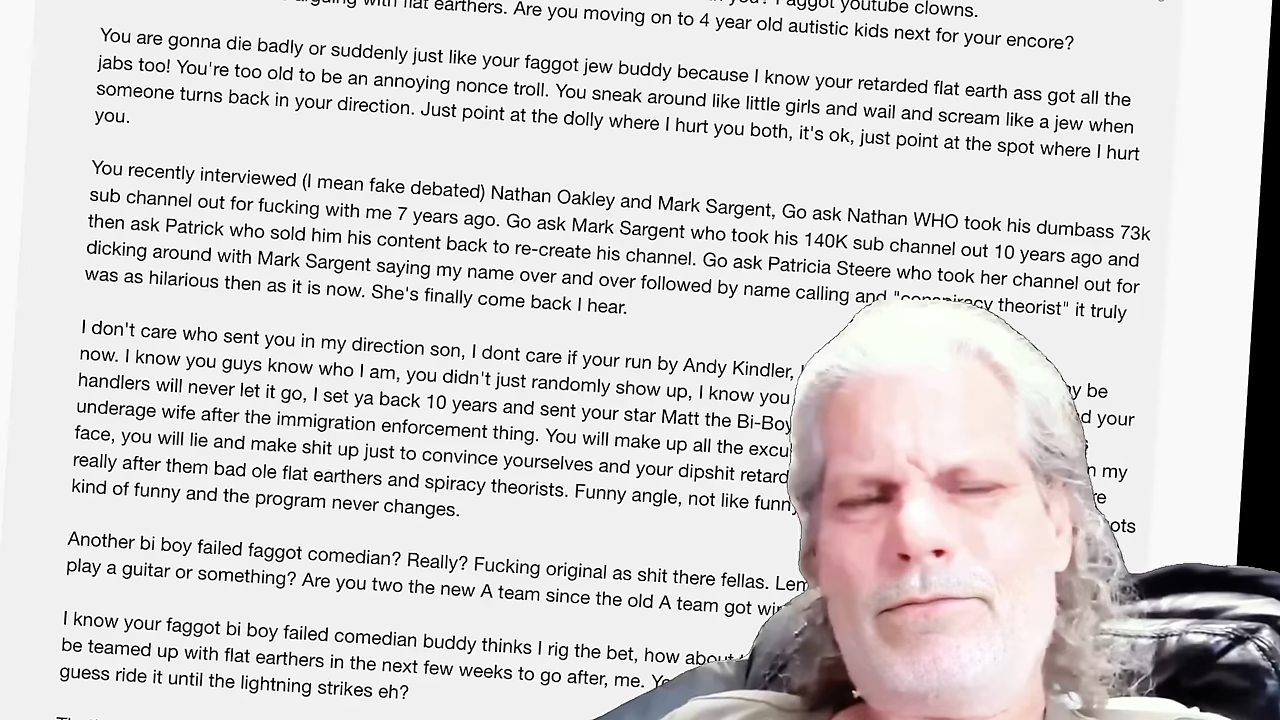 you? Faggot youtube clowns.
arguing with flat earthers. Are you moving on to 4 year old autistic kids next for your encore?
You are gonna die badly or suddenly just like your faggot jew buddy because I know your retarded flat earth ass got all the
jabs too! You're too old to be an annoying nonce troll. You sneak around like little girls and wail and scream like a jew when
someone turns back in your direction. Just point at the dolly where I hurt you both, it's ok, just point at the spot where I hurt
you.
You recently interviewed (I mean fake debated) Nathan Oakley and Mark Sargent, Go ask Nathan WHO took his dumbass 73k
sub channel out for fucking with me 7 years ago. Go ask Mark Sargent who took his 140K sub channel out 10 years ago and
then ask Patrick who sold him his content back to re-create his channel. Go ask Patricia Steere who took her channel out for
dicking around with Mark Sargent saying my name over and over followed by name calling and "conspiracy theorist" it truly
was as hilarious then as it is now. She's finally come back I hear.
I don't care who sent you in my direction son, I dont care if your run by Andy Kindler, be
now. I know you guys know who I am, you didn't just randomly show up, I know you your
handlers will never let it go, I set ya back 10 years and sent your star Matt the Bi-Boy
underage wife after the immigration enforcement thing. You will make up all the my
face, you will lie and make shit up just to convince yourselves and your dipshit
really after them bad ole flat earthers and spiracy theorists. Funny angle, not like
kind of funny and the program never changes.
Another bi boy failed faggot comedian? Really? Fucking original as shit there fellas.
play a guitar or something? Are you two the new A team since the old A team got
I know your faggot bi boy failed comedian buddy thinks I rig the bet, how about
be teamed up with flat earthers in the next few weeks to go after, me.
guess ride it until the lightning strikes eh?